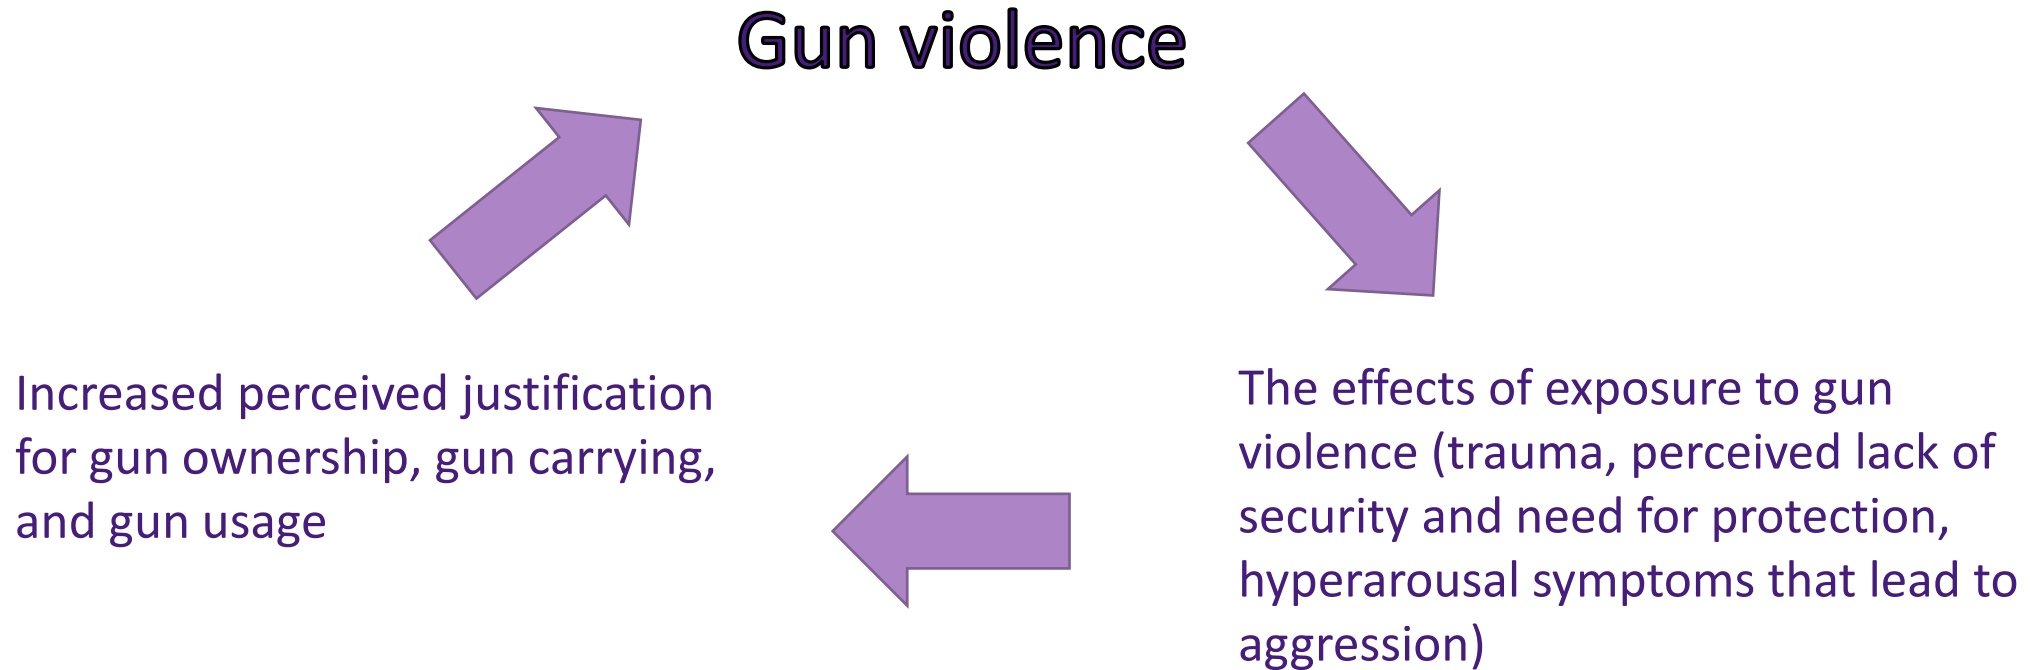 Gun violence
Increased perceived justification
for gun ownership, gun carrying,
and gun usage
The effects of exposure to gun
violence (trauma, perceived lack of
security and need for protection,
hyperarousal symptoms that lead to
aggression)